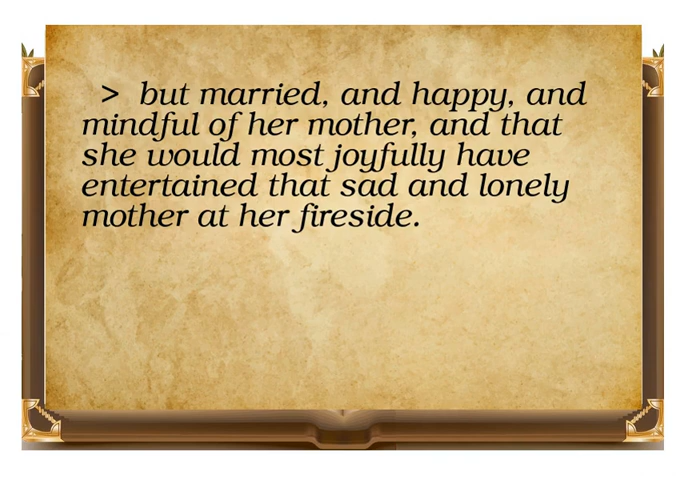 > but married, and happy, and
mindful of her mother, and that
she would most joyfully have
entertained that sad and lonely
mother at her fireside.